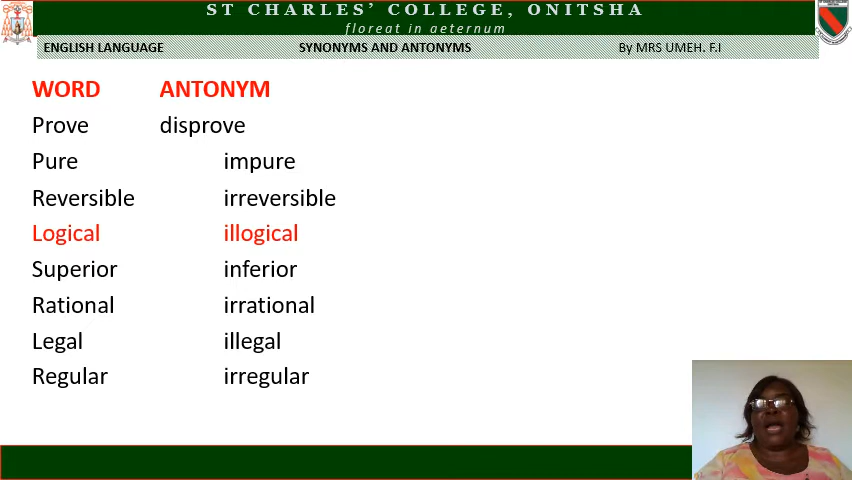 ST CHARLES' COLLEGE, ONITSHA
floreat in aeternum
ENGLISH LANGUAGE SYNONYMS AND ANTONYMS By MRS UMEH. F.I
WORD ANTONYM
Prove disprove
Pure impure
Reversible irreversible
Logical illogical
Superior inferior
Rational irrational
Legal illegal
Regular irregular